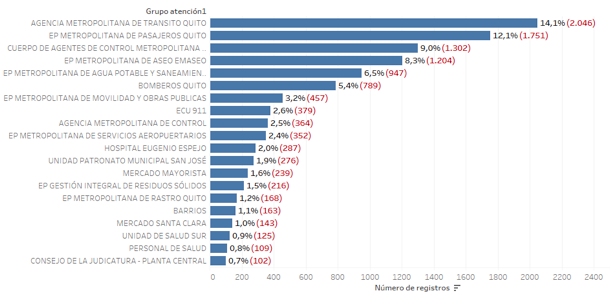 Grupo atención1
AGENCIA METROPOLITANA DE TRANSITO QUITO 14,1% (2.046)
EP METROPOLITANA DE PASAJEROS QUITO 12,1% (1.751)
CUERPO DE AGENTES DE CONTROL METROPOLITANA .. 9,0% (1.302)
EP METROPOLITANA DE ASEO EMASEO 8,3% (1.204)
EP METROPOLITANA DE AGUA POTABLE Y SANEAMIEN.. 6,5% (947)
BOMBEROS QUITO 5,4% (789)
EP METROPOLITANA DE MOVILIDAD Y OBRAS PUBLICAS 3,2% (457)
ECU 911 2,6% (379)
AGENCIA METROPOLITANA DE CONTROL 2,5% (364)
EP METROPOLITANA DE SERVICIOS AEROPUERTARIOS 2,4% (352)
HOSPITAL EUGENIO ESPEJO 2,0% (287)
UNIDAD PATRONATO MUNICIPAL SAN JOSÉ 1,9% (276)
MERCADO MAYORISTA 1,6% (239)
EP GESTIÓN INTEGRAL DE RESIDUOS SÓLIDOS 1,5% (216)
EP METROPOLITANA DE RASTRO QUITO 1,2% (168)
BARRIOS 1,1% (163)
MERCADO SANTA CLARA 1,0% (143)
UNIDAD DE SALUD SUR 0,9% (125)
PERSONAL DE SALUD 0,8% (109)
CONSEJO DE LA JUDICATURA - PLANTA CENTRAL 0,7% (102)
0 200 400 600 800 1000 1200 1400 1600 1800 2000 2200 2400
Número de registros